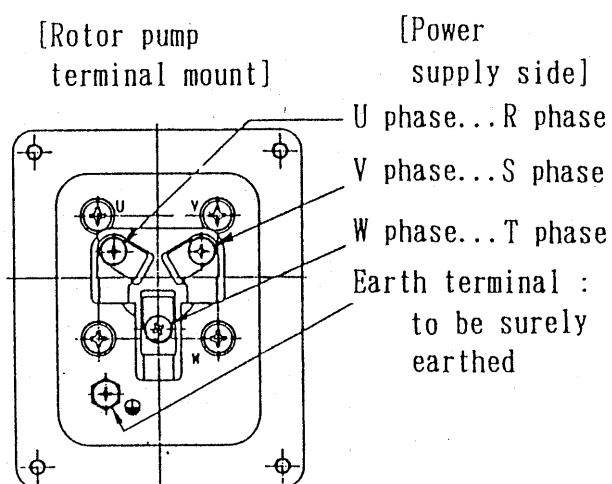 [Rotor pump
terminal mount]
[Power
supply side]
U phase...R phase
V phase...S phase
W phase...T phase
Earth terminal :
to be surely
earthed
U
V
W